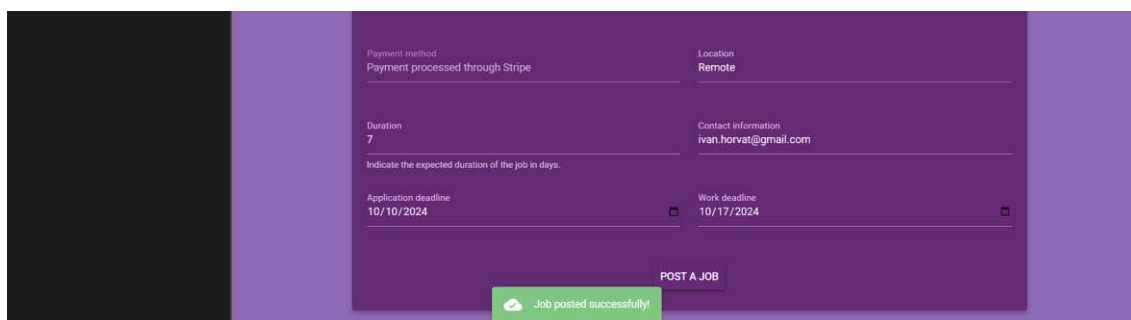 Payment method
Payment processed through Stripe
Location
Remote
Duration
7
Indicate the expected duration of the job in days.
Contact information
ivan.horvat@gmail.com
Application deadline
10/10/2024
Work deadline
10/17/2024
POST A JOB
Job posted successfully!